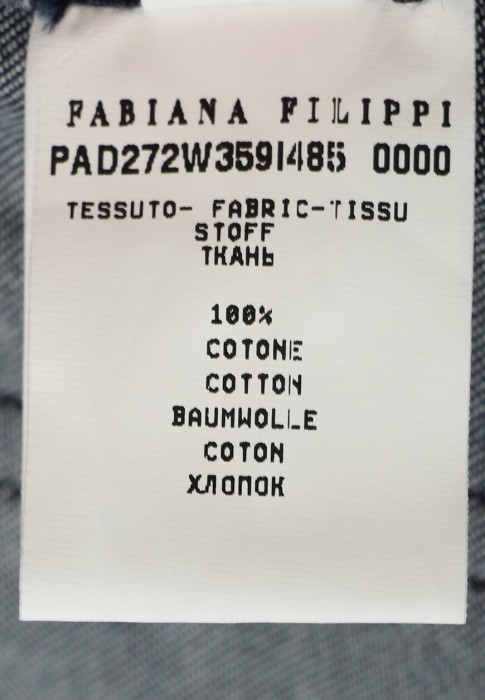 FABIANA FILIPPI
PAD272W359I485 0000
TESSUTO- FABRIC-TISSU
STOFF
ТКАНЬ
100%
COTONE
COTTON
BAUMWOLLE
COTON
ХЛОПОК